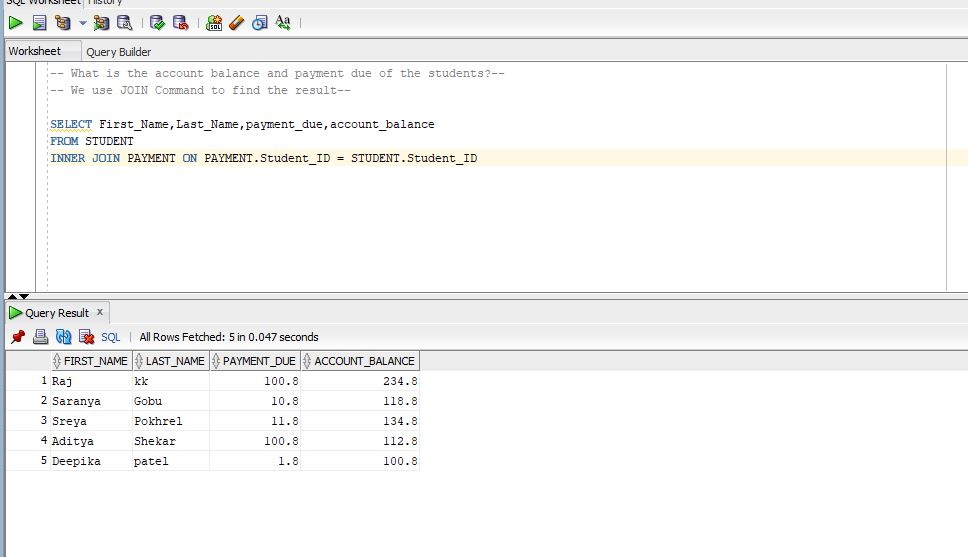 SQL Worksheet History
Worksheet Query Builder
-- What is the account balance and payment due of the students?--
-- We use JOIN Command to find the result--
SELECT First_Name,Last_Name,payment_due,account_balance
FROM STUDENT
INNER JOIN PAYMENT ON PAYMENT.Student_ID = STUDENT.Student_ID
Query Result x
SQL | All Rows Fetched: 5 in 0.047 seconds
FIRST_NAME LAST_NAME PAYMENT_DUE ACCOUNT_BALANCE
1 Raj kk 100.8 234.8
2 Saranya Gobu 10.8 118.8
3 Sreya Pokhrel 11.8 134.8
4 Aditya Shekar 100.8 112.8
5 Deepika patel 1.8 100.8